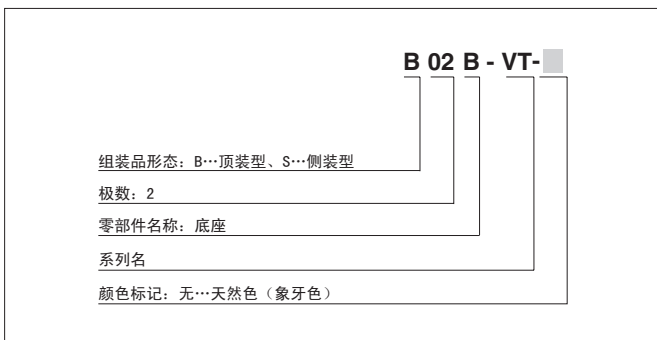 B 02 B - VT-
组装品形态：B…顶装型、S…侧装型
极数：2
零部件名称：底座
系列名
颜色标记：无…天然色（象牙色）